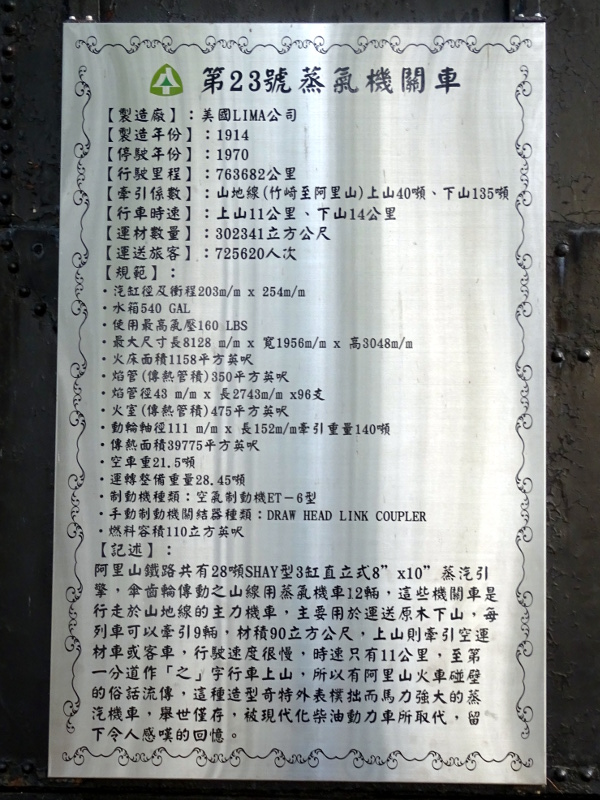 第23號蒸氣機關車
【製造廠】：美國LIMA公司
【製造年份】：1914
【停駛年份】：1970
【行駛里程】：763682公里
【牽引係數】：山地線(竹崎至阿里山)上山40噸、下山135噸
【行車時速】：上山11公里、下山14公里
【運材數量】：302341立方公尺
【運送旅客】：725620人次
【規範】：
・汽缸徑及衝程203m/m x 254m/m
・水箱540 GAL
・使用最高氣壓160 LBS
・最大尺寸長8128 m/m x 寬1956m/m x 高3048m/m
・火床面積1158平方英呎
・焰管(傳熱管積)350平方英呎
・焰管徑43 m/m x 長2743m/m x96支
・火室(傳熱管積)475平方英呎
・動輪軸徑111 m/m x 長152m/m牽引重量140噸
・傳熱面積39775平方英呎
・空車重21.5噸
・運轉整備重量28.45噸
・制動機種類：空氣制動機ET－6型
・手動制動機關結器種類：DRAW HEAD LINK COUPLER
・燃料容積110立方英呎
【記述】：
阿里山鐵路共有28噸SHAY型3缸直立式8”x10”蒸汽引
擎，傘齒輪傳動之山線用蒸氣機車12輛，這些機關車是
行走於山地線的主力機車，主要用於運送原木下山，每
列車可以牽引9輛，材積90立方公尺，上山則牽引空運
材車或客車，行駛速度很慢，時速只有11公里，至第
一分道作「之」字行車上山，所以有阿里山火車碰壁
的俗話流傳，這種造型奇特外表樸拙而馬力強大的蒸
汽機車，舉世僅存，被現代化柴油動力車所取代，留
下令人感嘆的回憶。